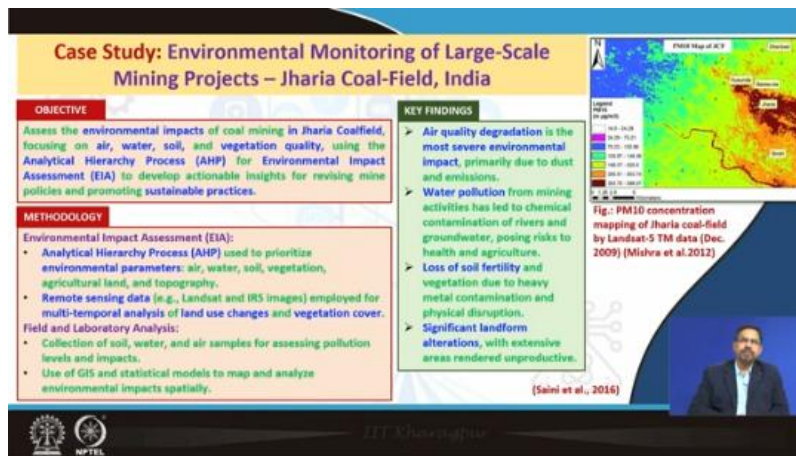 Case Study: Environmental Monitoring of Large-Scale
Mining Projects – Jharia Coal-Field, India
OBJECTIVE
Assess the environmental impacts of coal mining in Jharia Coalfield,
focusing on air, water, soil, and vegetation quality, using the
Analytical Hierarchy Process (AHP) for Environmental Impact
Assessment (EIA) to develop actionable insights for revising mine
policies and promoting sustainable practices.
METHODOLOGY
Environmental Impact Assessment (EIA):
• Analytical Hierarchy Process (AHP) used to prioritize
environmental parameters: air, water, soil, vegetation,
agricultural land, and topography.
• Remote sensing data (e.g., Landsat and IRS images) employed for
multi-temporal analysis of land use changes and vegetation cover.
Field and Laboratory Analysis:
• Collection of soil, water, and air samples for assessing pollution
levels and impacts.
• Use of GIS and statistical models to map and analyze
environmental impacts spatially.
KEY FINDINGS
➢ Air quality degradation is the
most severe environmental
impact, primarily due to dust
and emissions.
➢ Water pollution from mining
activities has led to chemical
contamination of rivers and
groundwater, posing risks to
health and agriculture.
➢ Loss of soil fertility and
vegetation due to heavy
metal contamination and
physical disruption.
➢ Significant landform
alterations, with extensive
areas rendered unproductive.
(Saini et al., 2016)
N
PM10 Map of JCF
Legend
PM10
Jharia
Fig.: PM10 concentration
mapping of Jharia coal-field
by Landsat-5 TM data (Dec.
2009) (Mishra et al.2012)
NPTEL
IIT Kharagpur